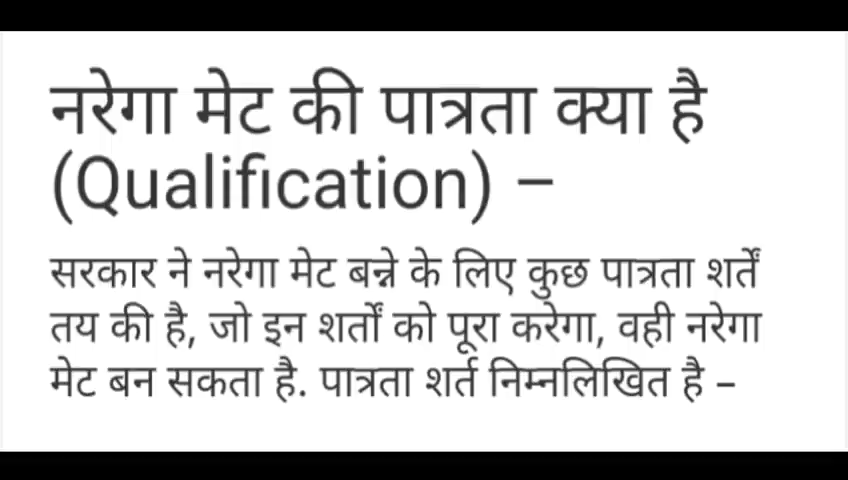 नरेगा मेट की पात्रता क्या है
(Qualification) –
सरकार ने नरेगा मेट बन्ने के लिए कुछ पात्रता शर्तें
तय की है, जो इन शर्तों को पूरा करेगा, वही नरेगा
मेट बन सकता है. पात्रता शर्त निम्नलिखित है –